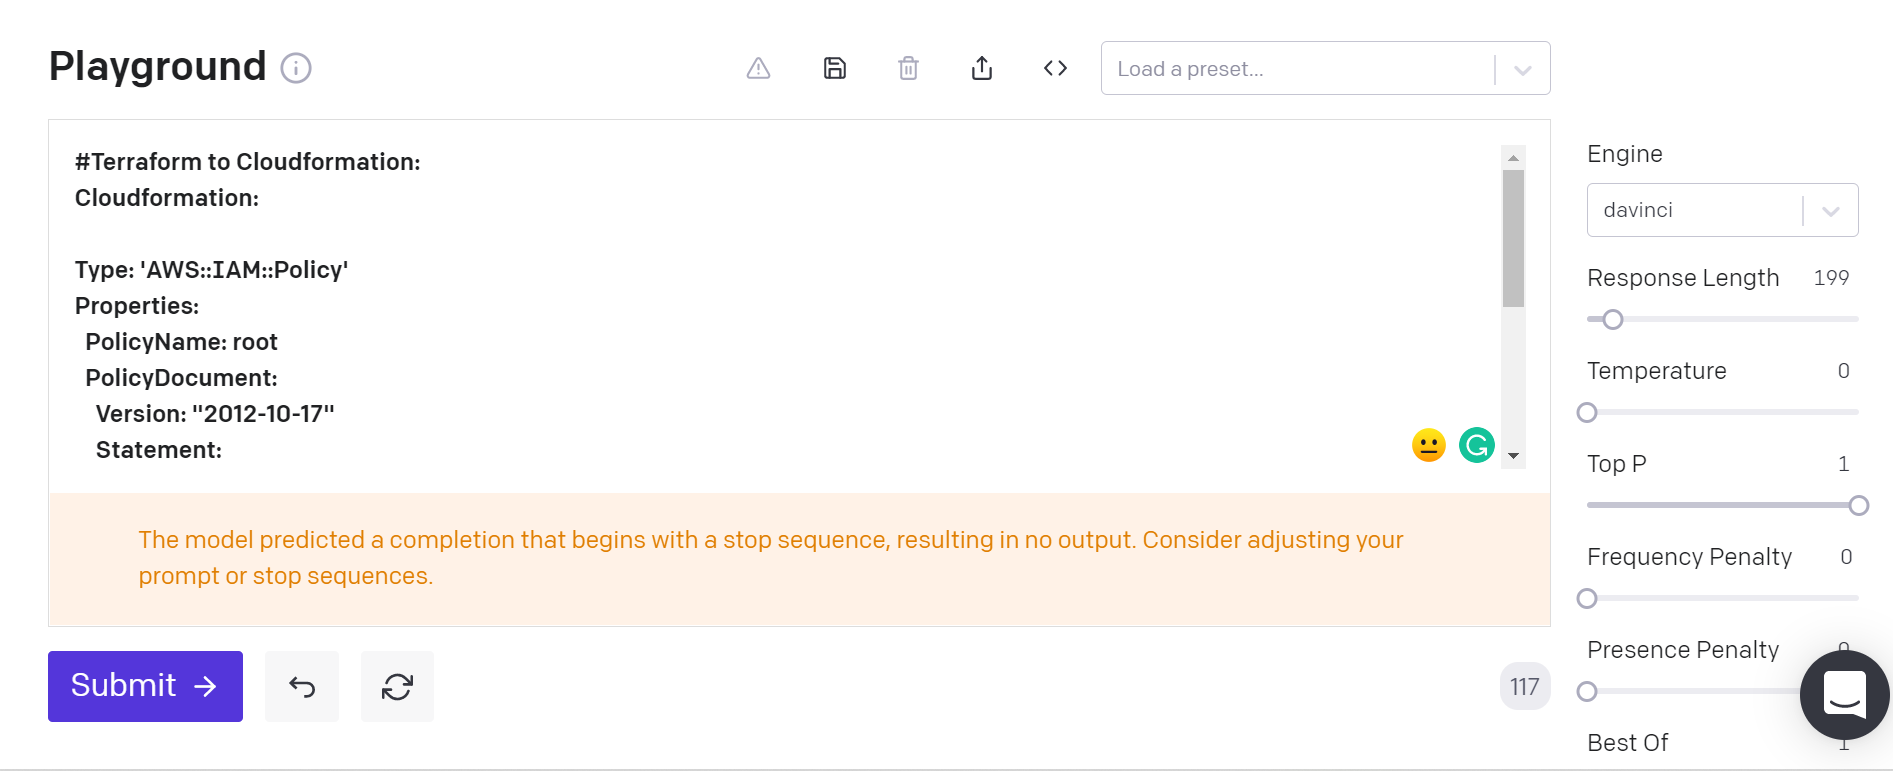 Playground
Load a preset...
#Terraform to Cloudformation:
Cloudformation:
Type: 'AWS::IAM::Policy'
Properties:
PolicyName: root
PolicyDocument:
Version: "2012-10-17"
Statement:
The model predicted a completion that begins with a stop sequence, resulting in no output. Consider adjusting your
prompt or stop sequences.
Submit
117
Engine
davinci
Response Length 199
Temperature 0
Top P 1
Frequency Penalty 0
Presence Penalty 0
Best Of 1